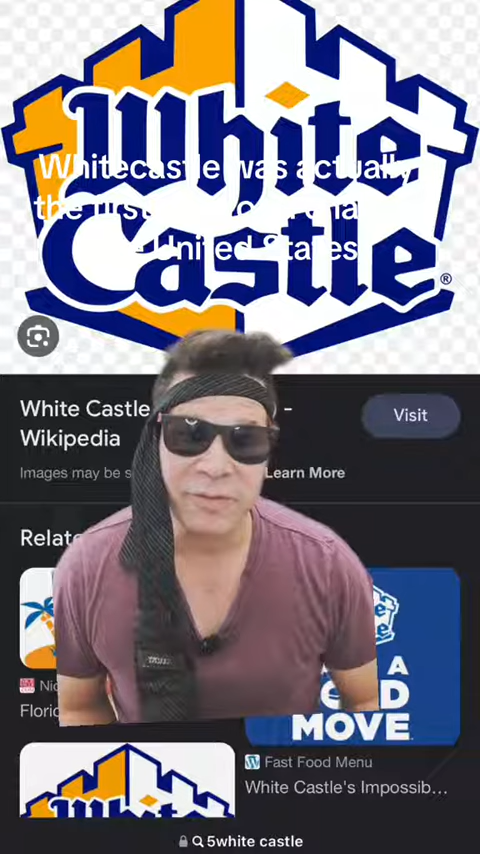 White
Castle
®
Whitecastle was actually
the first
United States
White Castle -
Wikipedia
Visit
Images may be s
Learn More
Relate
A
MOVE
Fast Food Menu
White Castle's Impossib...
White
5white castle